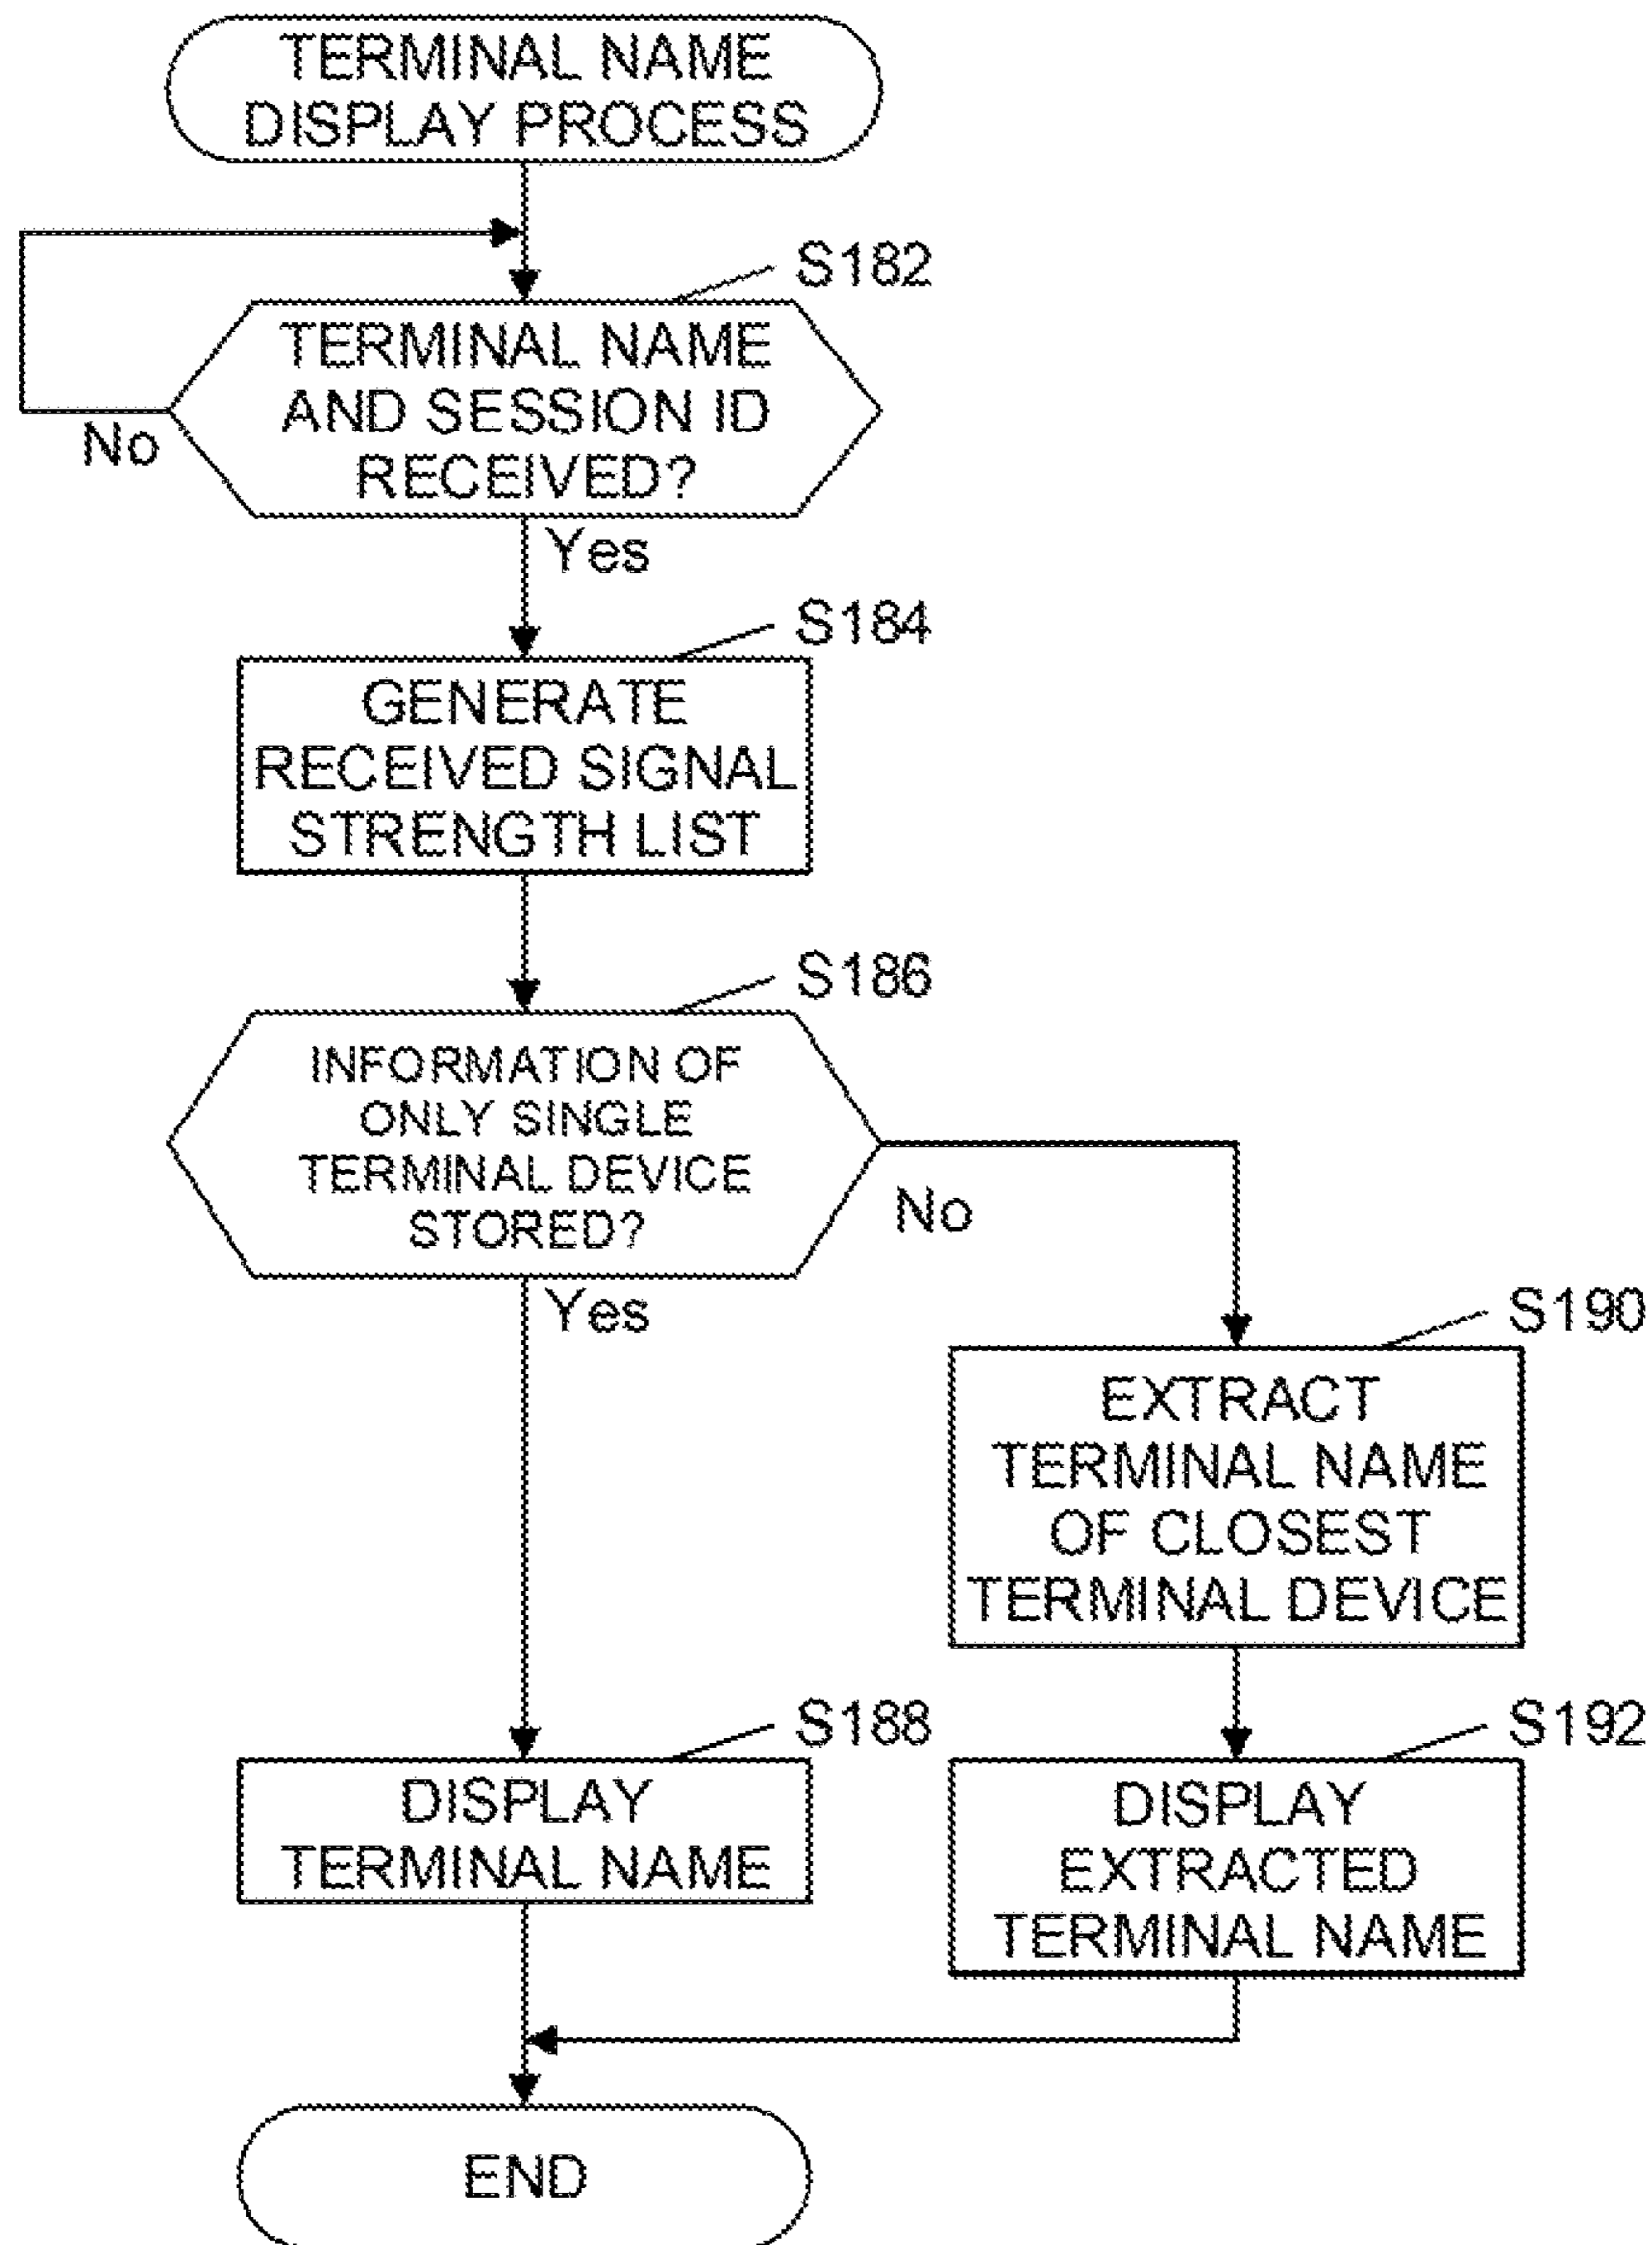 TERMINAL NAME
DISPLAY PROCESS
S182
TERMINAL NAME
AND SESSION ID
RECEIVED?
No
Yes
S184
GENERATE
RECEIVED SIGNAL
STRENGTH LIST
S186
INFORMATION OF
ONLY SINGLE
TERMINAL DEVICE
STORED?
No
Yes
S190
EXTRACT
TERMINAL NAME
OF CLOSEST
TERMINAL DEVICE
S188
DISPLAY
TERMINAL NAME
S192
DISPLAY
EXTRACTED
TERMINAL NAME
END